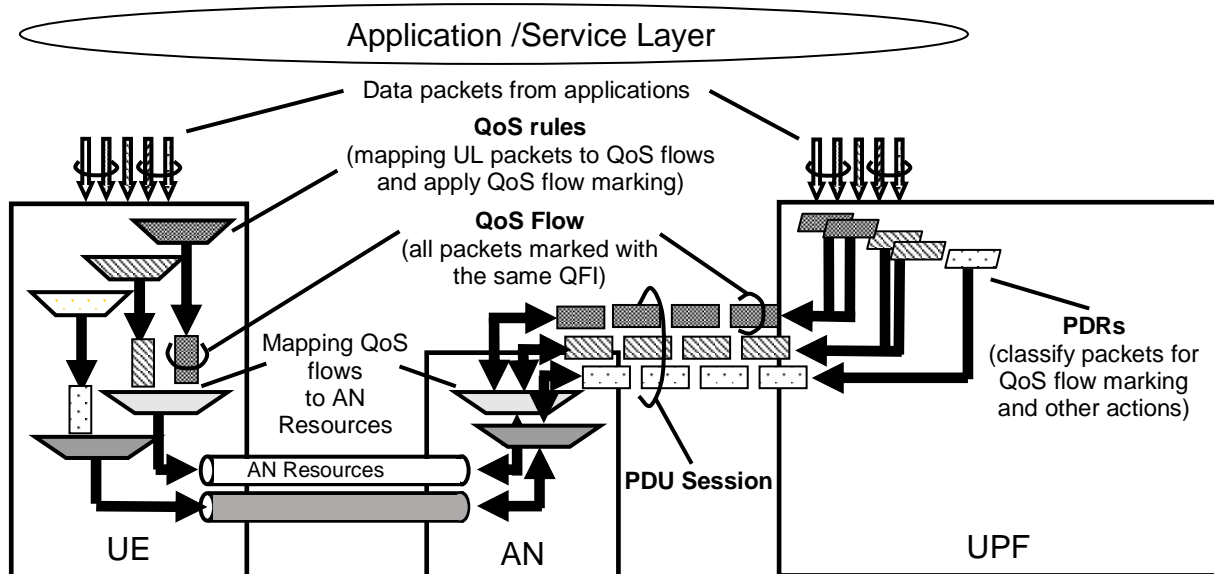 Application /Service Layer
Data packets from applications
QoS rules
(mapping UL packets to QoS flows
and apply QoS flow marking)
QoS Flow
(all packets marked with
the same QFI)
Mapping QoS
flows
to AN
Resources
PDRs
(classify packets for
QoS flow marking
and other actions)
AN Resources
PDU Session
UE
AN
UPF